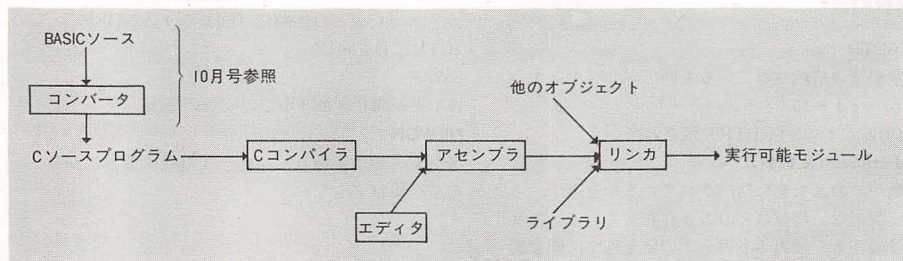 BASICソース
10月号参照
コンバータ
他のオブジェクト
Cソースプログラム
Cコンパイラ
アセンブラ
リンカ
実行可能モジュール
エディタ
ライブラリ